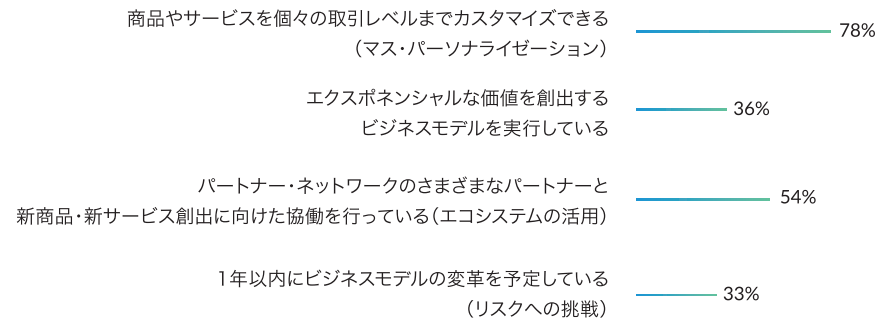 商品やサービスを個々の取引レベルまでカスタマイズできる
（マス・パーソナライゼーション）
78%
エクスポネンシャルな価値を創出する
ビジネスモデルを実行している
36%
パートナー・ネットワークのさまざまなパートナーと
新商品・新サービス創出に向けた協働を行っている（エコシステムの活用）
54%
1年以内にビジネスモデルの変革を予定している
（リスクへの挑戦）
33%